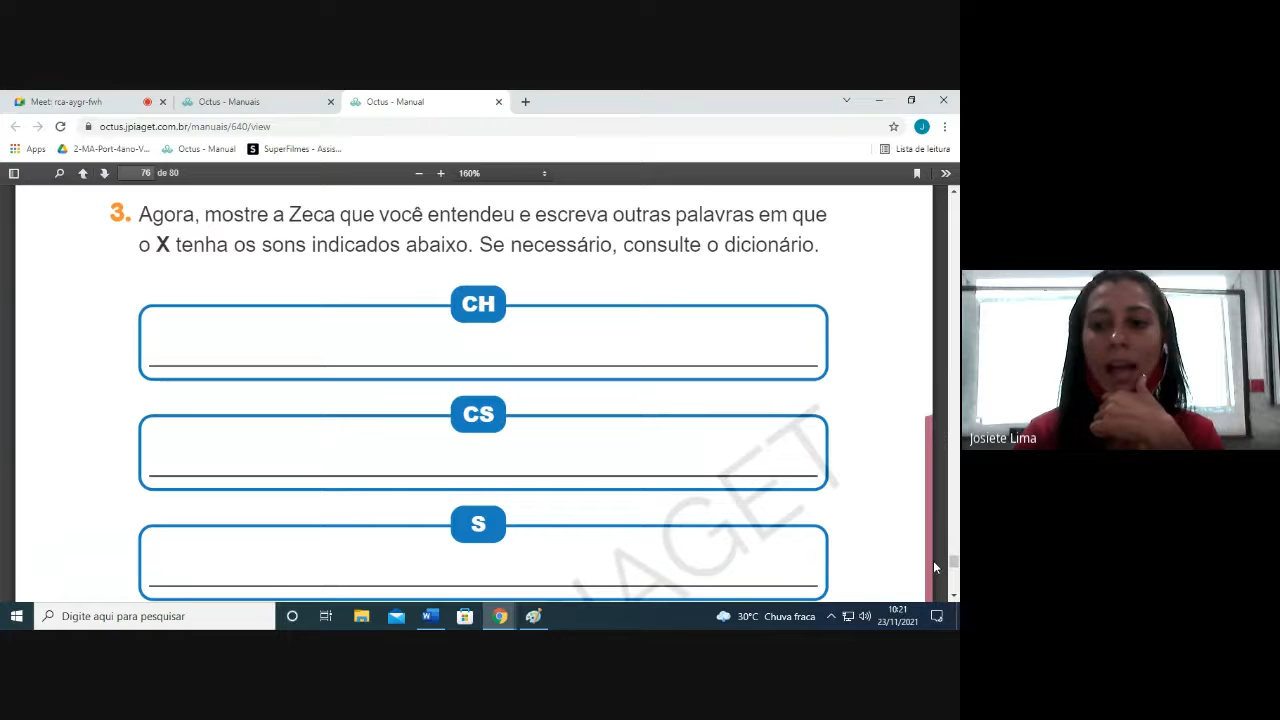 Meet: rca-aygr-fwh
Octus - Manuais
Octus - Manual
octus.jpiaget.com.br/manuais/640/view
Apps
2-MA-Port-4ano-V...
Octus - Manual
S
SuperFilmes - Assis...
J
Lista de leitura
76 de 80
160%
3. Agora, mostre a Zeca que você entendeu e escreva outras palavras em que
o X tenha os sons indicados abaixo. Se necessário, consulte o dicionário.
CH
CS
S
IAGET
Josiete Lima
Digite aqui para pesquisar
W
30°C Chuva fraca
10:21
23/11/2021